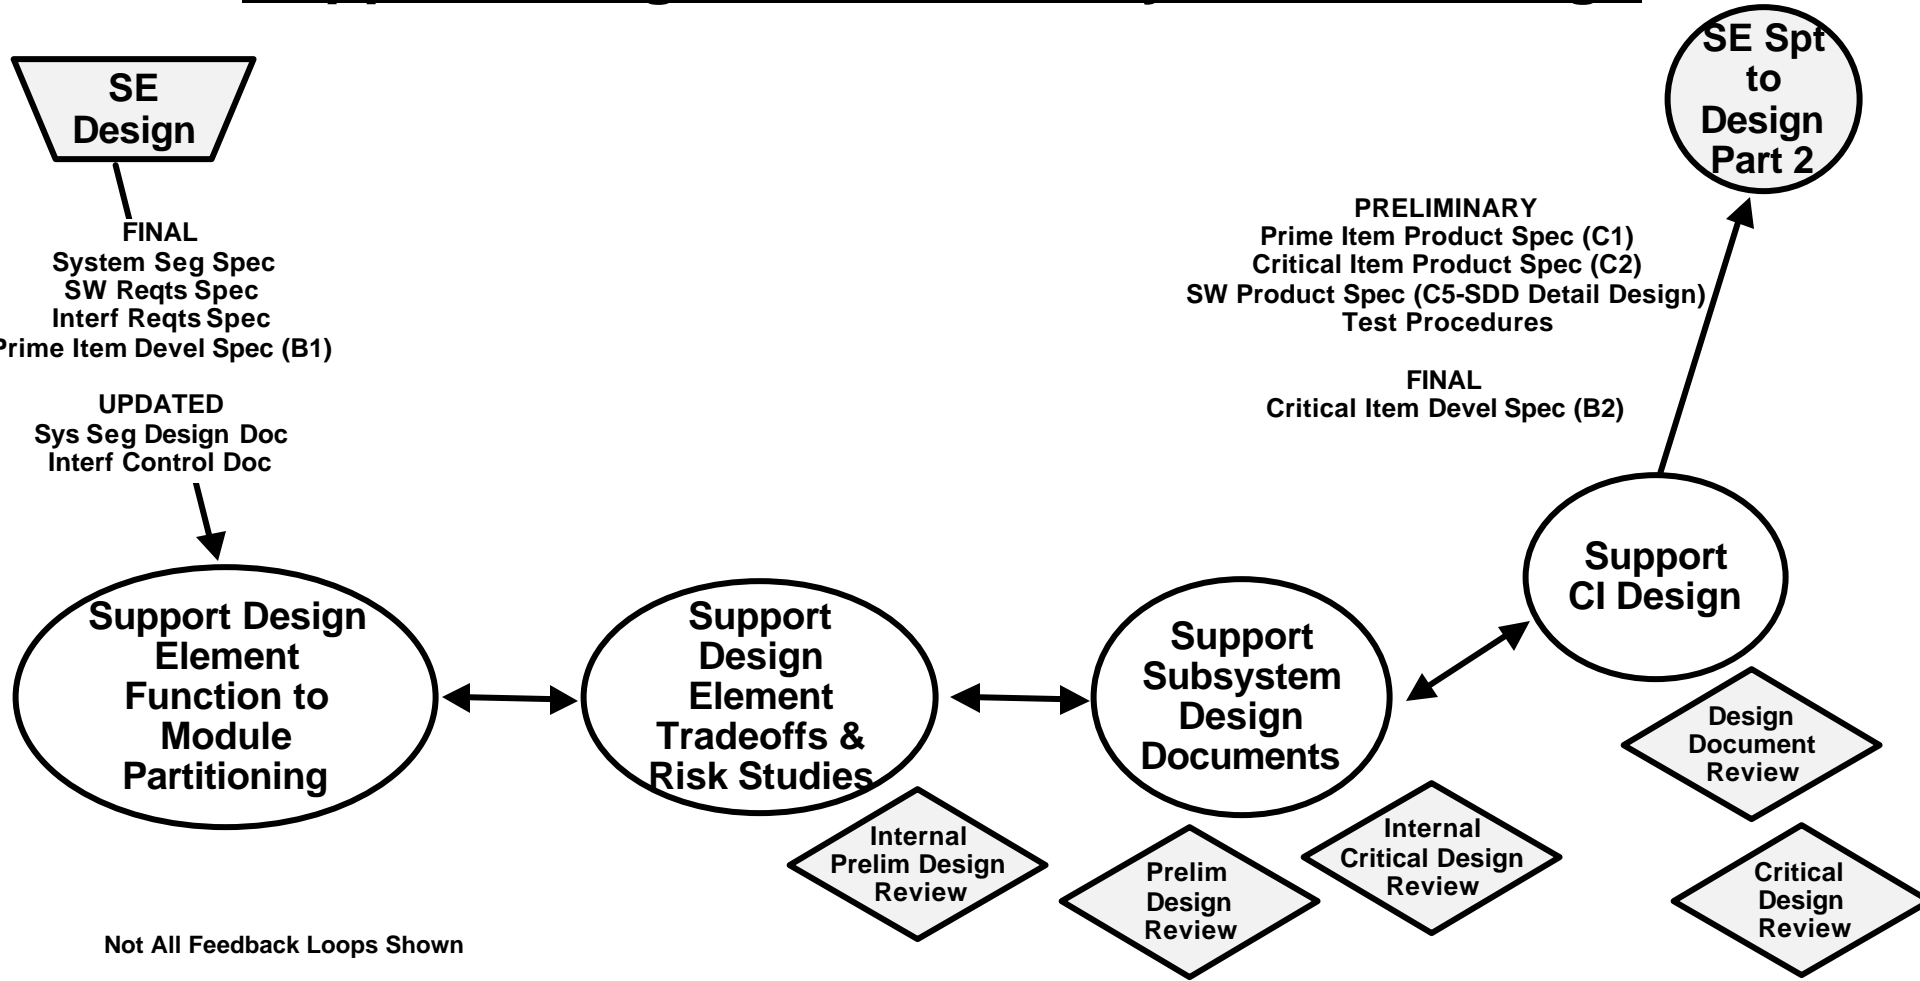 SE
Design
SE Spt
to
Design
Part 2
FINAL
System Seg Spec
SW Reqts Spec
Interf Reqts Spec
Prime Item Devel Spec (B1)
UPDATED
Sys Seg Design Doc
Interf Control Doc
PRELIMINARY
Prime Item Product Spec (C1)
Critical Item Product Spec (C2)
SW Product Spec (C5-SDD Detail Design)
Test Procedures
FINAL
Critical Item Devel Spec (B2)
Support Design
Element
Function to
Module
Partitioning
Support
Design
Element
Tradeoffs &
Risk Studies
Support
Subsystem
Design
Documents
Support
CI Design
Internal
Prelim Design
Review
Prelim
Design
Review
Internal
Critical Design
Review
Design
Document
Review
Critical
Design
Review
Not All Feedback Loops Shown